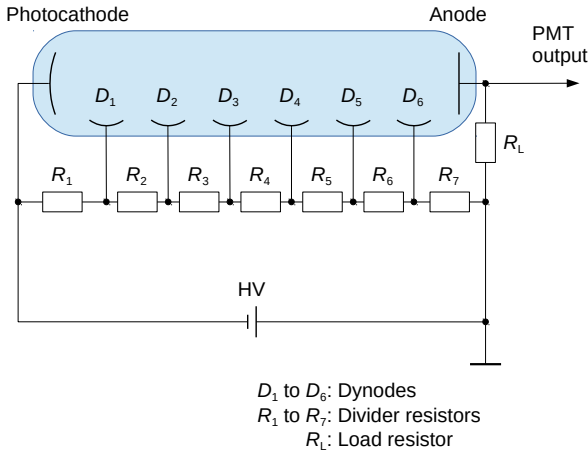 Photocathode
Anode
PMT
output
D1 D2 D3 D4 D5 D6
RL
R1 R2 R3 R4 R5 R6 R7
HV
D1 to D6: Dynodes
R1 to R7: Divider resistors
RL: Load resistor